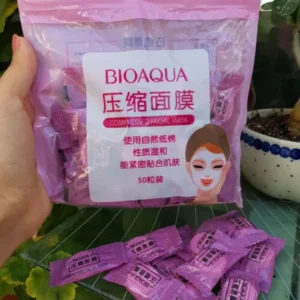 BIOAQUA
压缩面膜
COMPRESSED FACIAL MASK
使用自然低棉
性质温和
能紧密贴合肌肤
50粒装